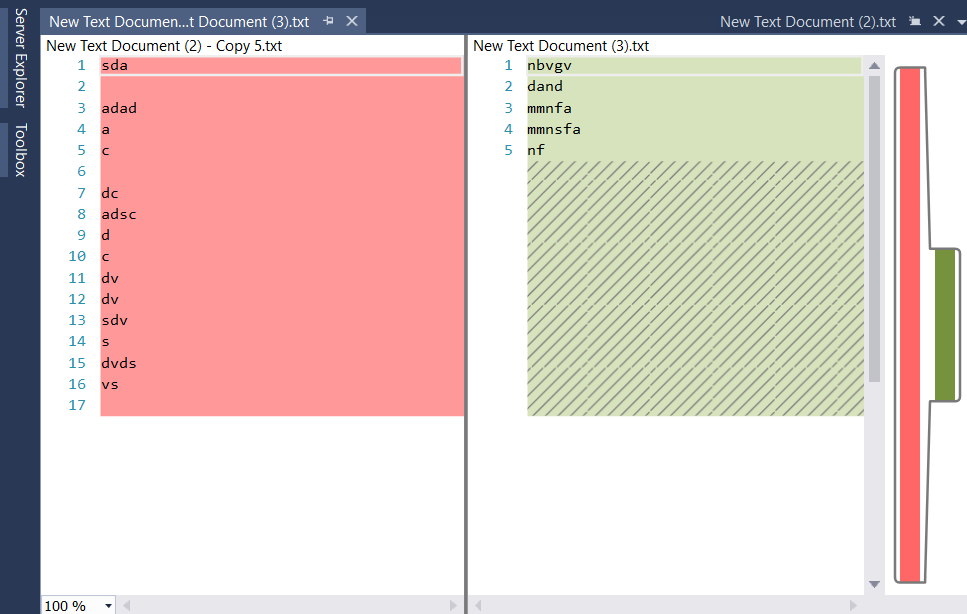 Server Explorer
Toolbox
New Text Documen...t Document (3).txt
New Text Document (2).txt
New Text Document (2) - Copy 5.txt
1 sda
2
3 adad
4 a
5 c
6
7 dc
8 adsc
9 d
10 c
11 dv
12 dv
13 sdv
14 s
15 dvds
16 vs
17
100 %
New Text Document (3).txt
1 nbvgv
2 dand
3 mmnfa
4 mmnsfa
5 nf